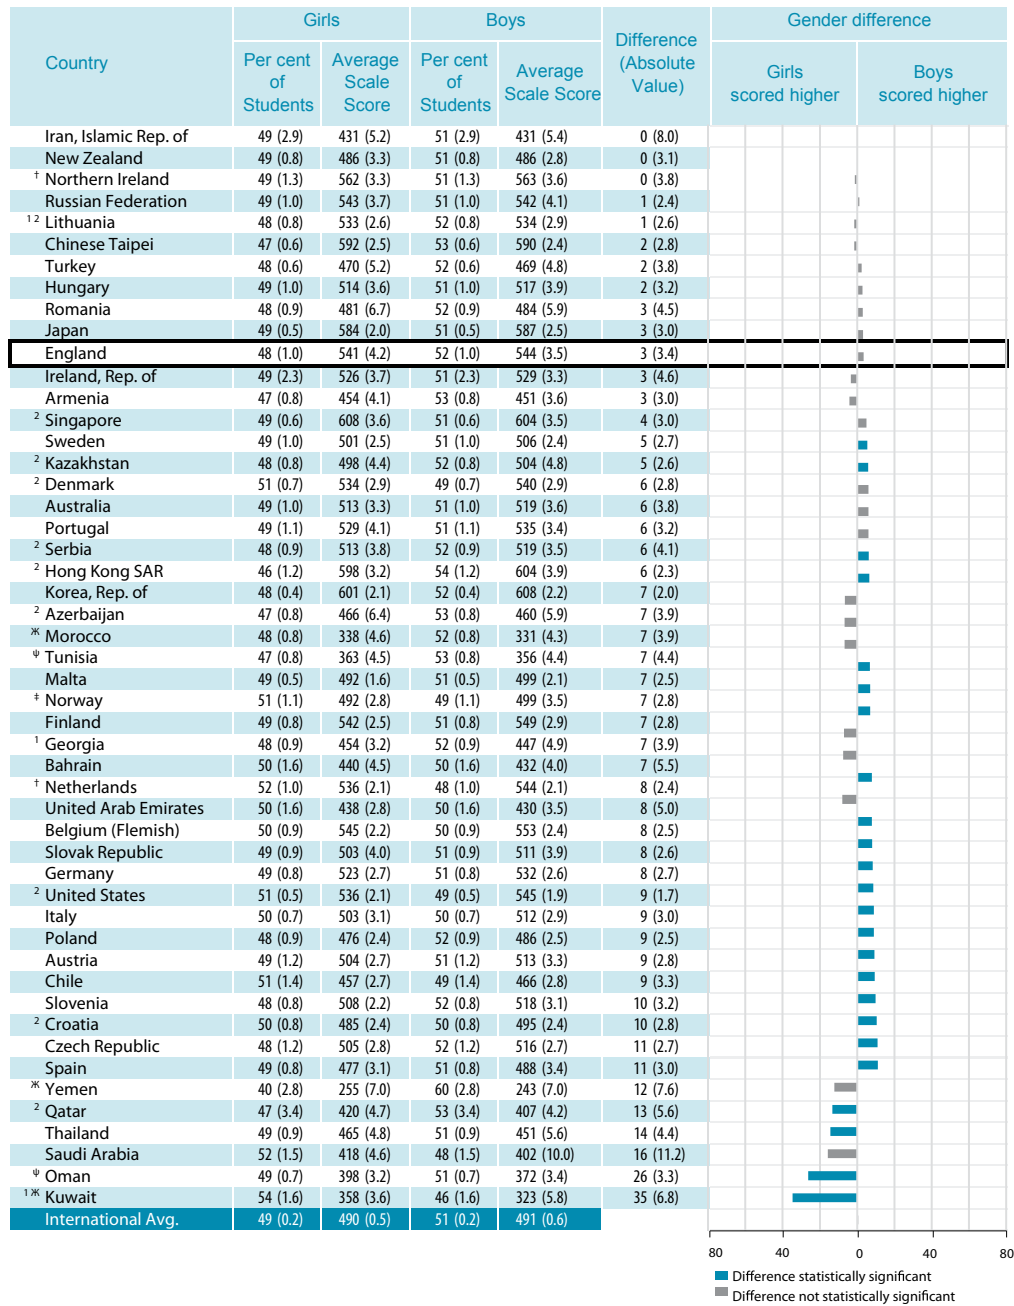 Girls Boys Gender difference
Country Per cent of Students Average Scale Score Per cent of Students Average Scale Score Difference (Absolute Value) Girls scored higher Boys scored higher
Iran, Islamic Rep. of 49 (2.9) 431 (5.2) 51 (2.9) 431 (5.4) 0 (8.0)
New Zealand 49 (0.8) 486 (3.3) 51 (0.8) 486 (2.8) 0 (3.1)
† Northern Ireland 49 (1.3) 562 (3.3) 51 (1.3) 563 (3.6) 0 (3.8)
Russian Federation 49 (1.0) 543 (3.7) 51 (1.0) 542 (4.1) 1 (2.4)
1 2 Lithuania 48 (0.8) 533 (2.6) 52 (0.8) 534 (2.9) 1 (2.6)
Chinese Taipei 47 (0.6) 592 (2.5) 53 (0.6) 590 (2.4) 2 (2.8)
Turkey 48 (0.6) 470 (5.2) 52 (0.6) 469 (4.8) 2 (3.8)
Hungary 49 (1.0) 514 (3.6) 51 (1.0) 517 (3.9) 2 (3.2)
Romania 48 (0.9) 481 (6.7) 52 (0.9) 484 (5.9) 3 (4.5)
Japan 49 (0.5) 584 (2.0) 51 (0.5) 587 (2.5) 3 (3.0)
England 48 (1.0) 541 (4.2) 52 (1.0) 544 (3.5) 3 (3.4)
Ireland, Rep. of 49 (2.3) 526 (3.7) 51 (2.3) 529 (3.3) 3 (4.6)
Armenia 47 (0.8) 454 (4.1) 53 (0.8) 451 (3.6) 3 (3.0)
2 Singapore 49 (0.6) 608 (3.6) 51 (0.6) 604 (3.5) 4 (3.0)
Sweden 49 (1.0) 501 (2.5) 51 (1.0) 506 (2.4) 5 (2.7)
2 Kazakhstan 48 (0.8) 498 (4.4) 52 (0.8) 504 (4.8) 5 (2.6)
2 Denmark 51 (0.7) 534 (2.9) 49 (0.7) 540 (2.9) 6 (2.8)
Australia 49 (1.0) 513 (3.3) 51 (1.0) 519 (3.6) 6 (3.8)
Portugal 49 (1.1) 529 (4.1) 51 (1.1) 535 (3.4) 6 (3.2)
2 Serbia 48 (0.9) 513 (3.8) 52 (0.9) 519 (3.5) 6 (4.1)
2 Hong Kong SAR 46 (1.2) 598 (3.2) 54 (1.2) 604 (3.9) 6 (2.3)
Korea, Rep. of 48 (0.4) 601 (2.1) 52 (0.4) 608 (2.2) 7 (2.0)
2 Azerbaijan 47 (0.8) 466 (6.4) 53 (0.8) 460 (5.9) 7 (3.9)
Ж Morocco 48 (0.8) 338 (4.6) 52 (0.8) 331 (4.3) 7 (3.9)
ψ Tunisia 47 (0.8) 363 (4.5) 53 (0.8) 356 (4.4) 7 (4.4)
Malta 49 (0.5) 492 (1.6) 51 (0.5) 499 (2.1) 7 (2.5)
‡ Norway 51 (1.1) 492 (2.8) 49 (1.1) 499 (3.5) 7 (2.8)
Finland 49 (0.8) 542 (2.5) 51 (0.8) 549 (2.9) 7 (2.8)
1 Georgia 48 (0.9) 454 (3.2) 52 (0.9) 447 (4.9) 7 (3.9)
Bahrain 50 (1.6) 440 (4.5) 50 (1.6) 432 (4.0) 7 (5.5)
† Netherlands 52 (1.0) 536 (2.1) 48 (1.0) 544 (2.1) 8 (2.4)
United Arab Emirates 50 (1.6) 438 (2.8) 50 (1.6) 430 (3.5) 8 (5.0)
Belgium (Flemish) 50 (0.9) 545 (2.2) 50 (0.9) 553 (2.4) 8 (2.5)
Slovak Republic 49 (0.9) 503 (4.0) 51 (0.9) 511 (3.9) 8 (2.6)
Germany 49 (0.8) 523 (2.7) 51 (0.8) 532 (2.6) 8 (2.7)
2 United States 51 (0.5) 536 (2.1) 49 (0.5) 545 (1.9) 9 (1.7)
Italy 50 (0.7) 503 (3.1) 50 (0.7) 512 (2.9) 9 (3.0)
Poland 48 (0.9) 476 (2.4) 52 (0.9) 486 (2.5) 9 (2.5)
Austria 49 (1.2) 504 (2.7) 51 (1.2) 513 (3.3) 9 (2.8)
Chile 51 (1.4) 457 (2.7) 49 (1.4) 466 (2.8) 9 (3.3)
Slovenia 48 (0.8) 508 (2.2) 52 (0.8) 518 (3.1) 10 (3.2)
2 Croatia 50 (0.8) 485 (2.4) 50 (0.8) 495 (2.4) 10 (2.8)
Czech Republic 48 (1.2) 505 (2.8) 52 (1.2) 516 (2.7) 11 (2.7)
Spain 49 (0.8) 477 (3.1) 51 (0.8) 488 (3.4) 11 (3.0)
Ж Yemen 40 (2.8) 255 (7.0) 60 (2.8) 243 (7.0) 12 (7.6)
2 Qatar 47 (3.4) 420 (4.7) 53 (3.4) 407 (4.2) 13 (5.6)
Thailand 49 (0.9) 465 (4.8) 51 (0.9) 451 (5.6) 14 (4.4)
Saudi Arabia 52 (1.5) 418 (4.6) 48 (1.5) 402 (10.0) 16 (11.2)
ψ Oman 49 (0.7) 398 (3.2) 51 (0.7) 372 (3.4) 26 (3.3)
1 Ж Kuwait 54 (1.6) 358 (3.6) 46 (1.6) 323 (5.8) 35 (6.8)
International Avg. 49 (0.2) 490 (0.5) 51 (0.2) 491 (0.6)
80 40 0 40 80
Difference statistically significant
Difference not statistically significant